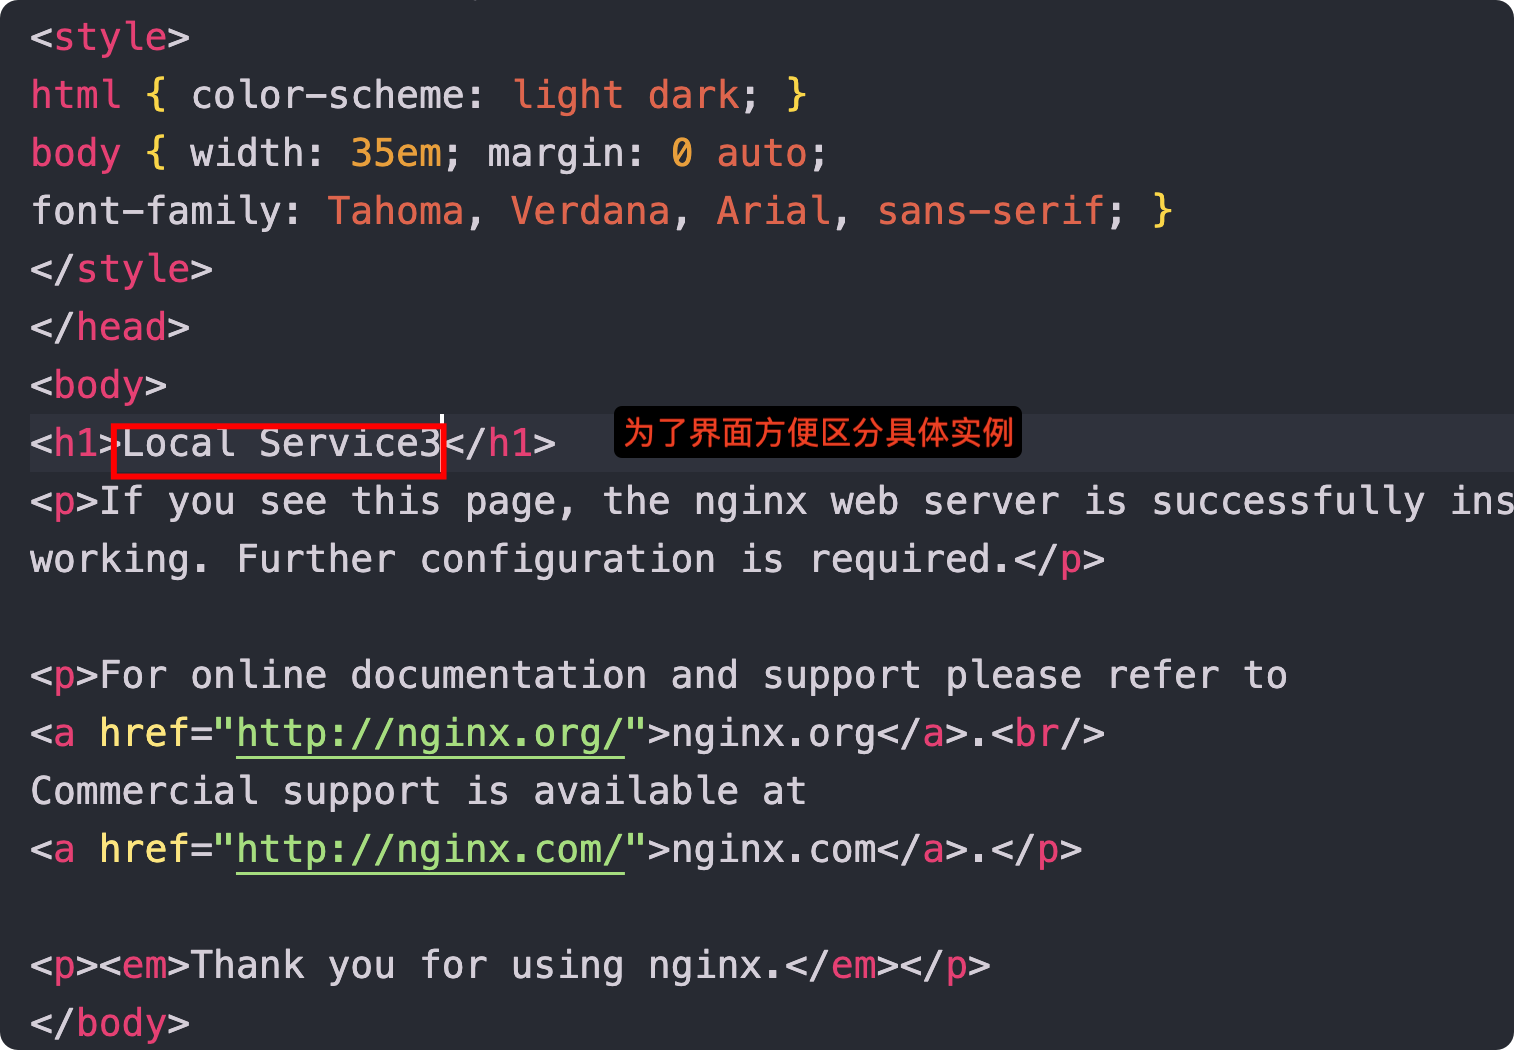 <style>
html { color-scheme: light dark; }
body { width: 35em; margin: 0 auto;
font-family: Tahoma, Verdana, Arial, sans-serif; }
</style>
</head>
<body>
<h1>Local Service3</h1> 为了界面方便区分具体实例
<p>If you see this page, the nginx web server is successfully ins
working. Further configuration is required.</p>
<p>For online documentation and support please refer to
<a href="http://nginx.org/">nginx.org</a>.<br/>
Commercial support is available at
<a href="http://nginx.com/">nginx.com</a>.</p>
<p><em>Thank you for using nginx.</em></p>
</body>